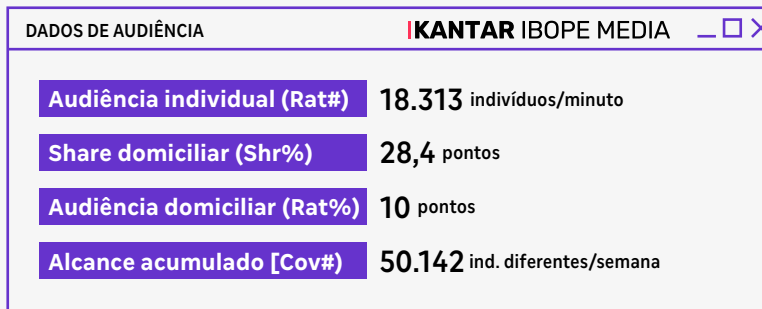 DADOS DE AUDIÊNCIA KANTAR IBOPE MEDIA
Audiência individual (Rat#) 18.313 indivíduos/minuto
Share domiciliar (Shr%) 28,4 pontos
Audiência domiciliar (Rat%) 10 pontos
Alcance acumulado [Cov#) 50.142 ind. diferentes/semana